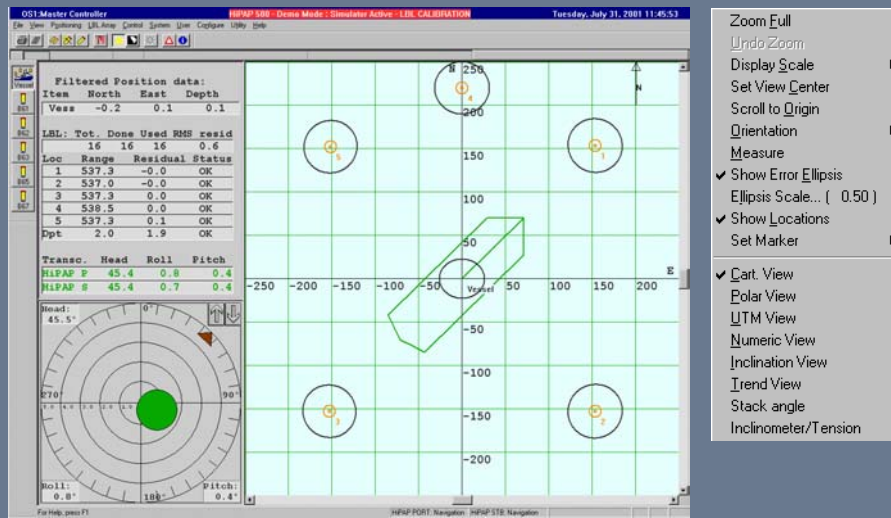 OS1:Master Controller HIPAP 500 - Demo Mode : Simulator Active - LBL CALIBRATION Tuesday, July 31, 2001 11:45:53
File View Positioning LBL Array Control System User Configure Utility Help
Vessel
B61
B62
B63
B65
B67
Filtered Position data:
Item North East Depth
Vess -0.2 0.1 0.1
LBL: Tot. Done Used RMS resid
16 16 16 0.6
Loc Range Residual Status
1 537.3 -0.0 OK
2 537.0 -0.0 OK
3 537.3 0.0 OK
4 538.5 0.0 OK
5 537.3 0.1 OK
Dpt 2.0 1.9 OK
Transc. Head Roll Pitch
HiPAP P 45.4 0.8 0.4
HiPAP S 45.4 0.7 0.4
Head:
45.5°
0°
90°
180°
270°
Roll:
0.8°
Pitch:
0.4°
N 250
200
150
100
50
-50
-100
-150
-200
-250 -200 -150 -100 -50 50 100 150 200
E
N
Vessel
4
5
1
3
2
For Help, press F1
HiPAP PORT: Navigation HiPAP STB: Navigation
Zoom Full
Undo Zoom
Display Scale
Set View Center
Scroll to Origin
Orientation
Measure
Show Error Ellipsis
Ellipsis Scale... ( 0.50 )
Show Locations
Set Marker
Cart. View
Polar View
UTM View
Numeric View
Inclination View
Trend View
Stack angle
Inclinometer/Tension